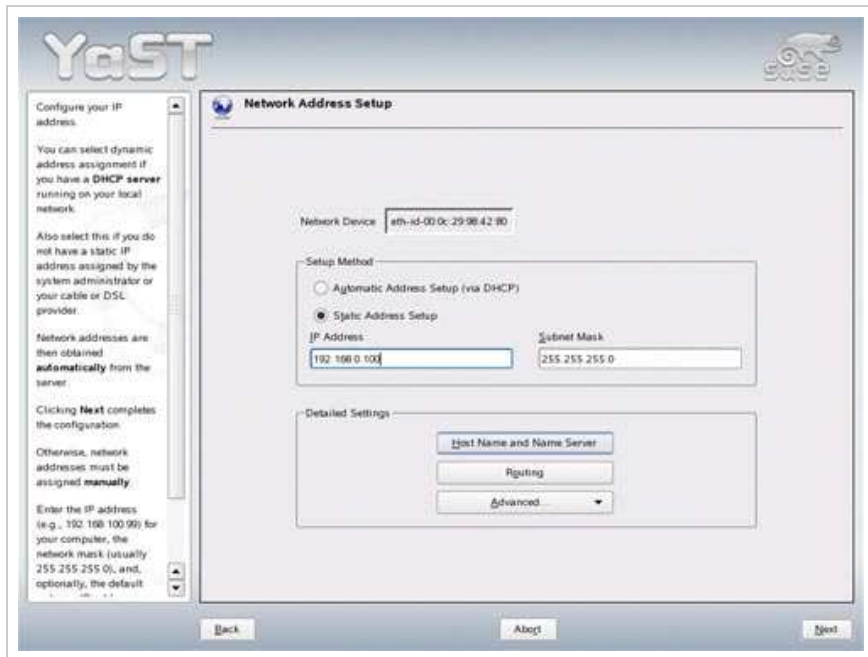 YaST
SUSE
Configure your IP
address.
You can select dynamic
address assignment if
you have a DHCP server
running on your local
network.
Also select this if you do
not have a static IP
address assigned by the
system administrator or
your cable or DSL
provider.
Network addresses are
then obtained
automatically from the
server.
Clicking Next completes
the configuration.
Otherwise, network
addresses must be
assigned manually.
Enter the IP address
(e.g., 192.168.100.99) for
your computer, the
network mask (usually
255.255.255.0), and,
optionally, the default
Network Address Setup
Network Device eth-id-00:0c:29:98:42:80
Setup Method
Automatic Address Setup (via DHCP)
Static Address Setup
IP Address Subnet Mask
192.168.0.100 255.255.255.0
Detailed Settings
Host Name and Name Server
Routing
Advanced...
Back Abort Next